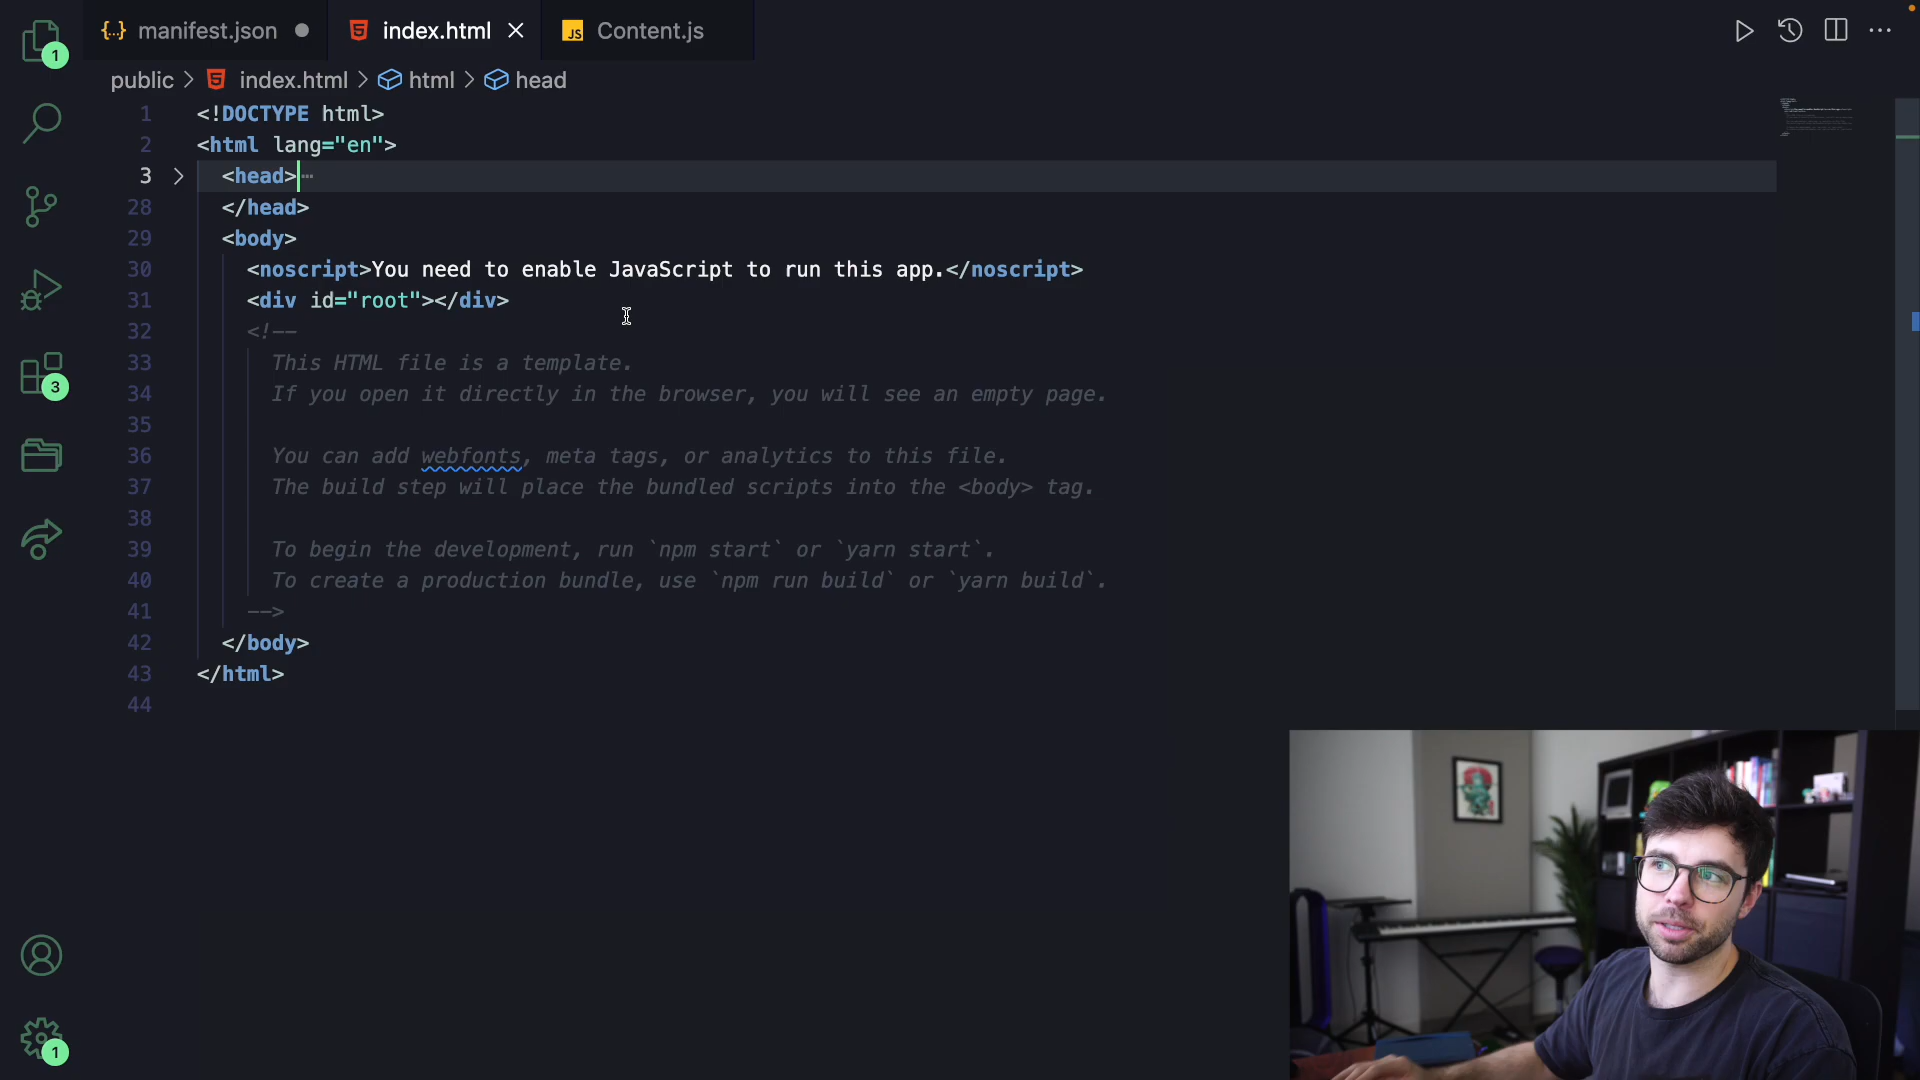 {..} manifest.json
index.html
JS Content.js
public > index.html > html > head
1 <!DOCTYPE html>
2 <html lang="en">
3 <head>…
28 </head>
29 <body>
30 <noscript>You need to enable JavaScript to run this app.</noscript>
31 <div id="root"></div>
32 <!--
33 This HTML file is a template.
34 If you open it directly in the browser, you will see an empty page.
35
36 You can add webfonts, meta tags, or analytics to this file.
37 The build step will place the bundled scripts into the <body> tag.
38
39 To begin the development, run `npm start` or `yarn start`.
40 To create a production bundle, use `npm run build` or `yarn build`.
41 -->
42 </body>
43 </html>
44
1
3
1